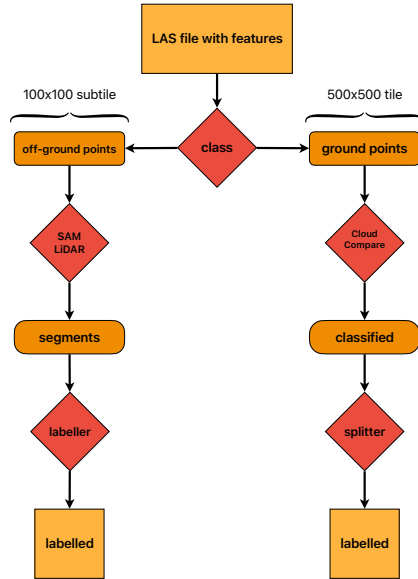 LAS file with features
100x100 subtile
500x500 tile
off-ground points
class
ground points
SAM
LiDAR
Cloud
Compare
segments
classified
labeller
splitter
labelled
labelled